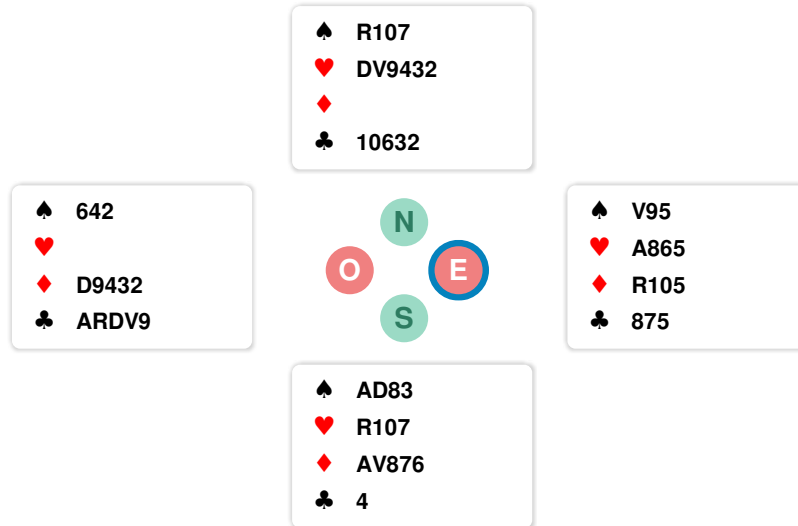 ♠ R107
♥ DV9432
♦
♣ 10632
♠ 642
♥
♦ D9432
♣ ARDV9
N
O
E
S
♠ V95
♥ A865
♦ R105
♣ 875
♠ AD83
♥ R107
♦ AV876
♣ 4